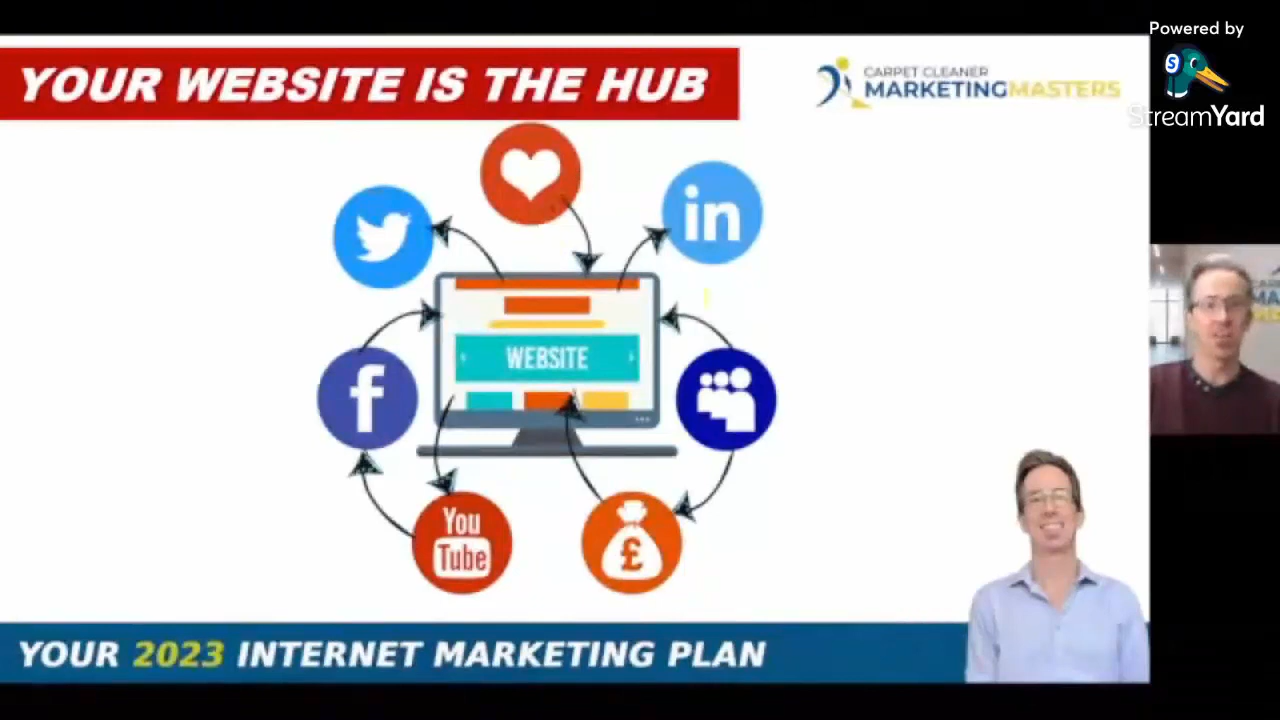 Powered by
StreamYard
YOUR WEBSITE IS THE HUB
CARPET CLEANER
MARKETINGMASTERS
in
WEBSITE
f
You
Tube
£
YOUR 2023 INTERNET MARKETING PLAN